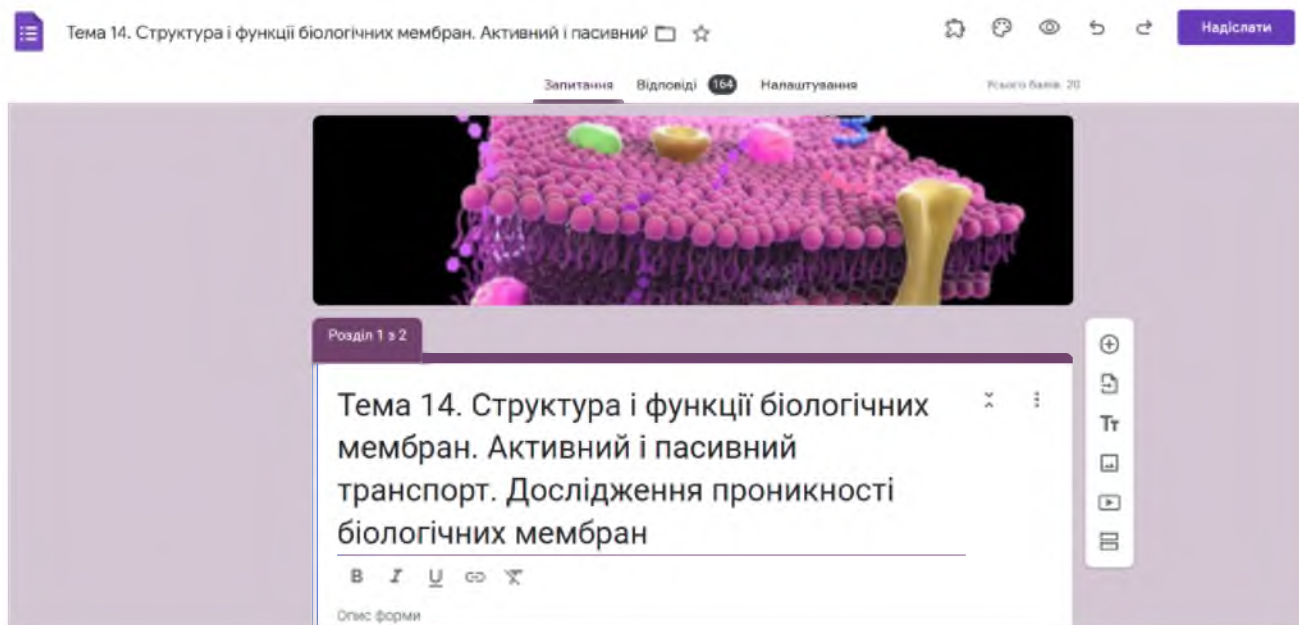 Тема 14. Структура і функції біологічних мембран. Активний і пасивний
Надіслати
Запитання Відповіді 164 Налаштування Усього балів: 20
Розділ 1 з 2
Тема 14. Структура і функції біологічних
мембран. Активний і пасивний
транспорт. Дослідження проникності
біологічних мембран
B I U
Tт
Опис форми